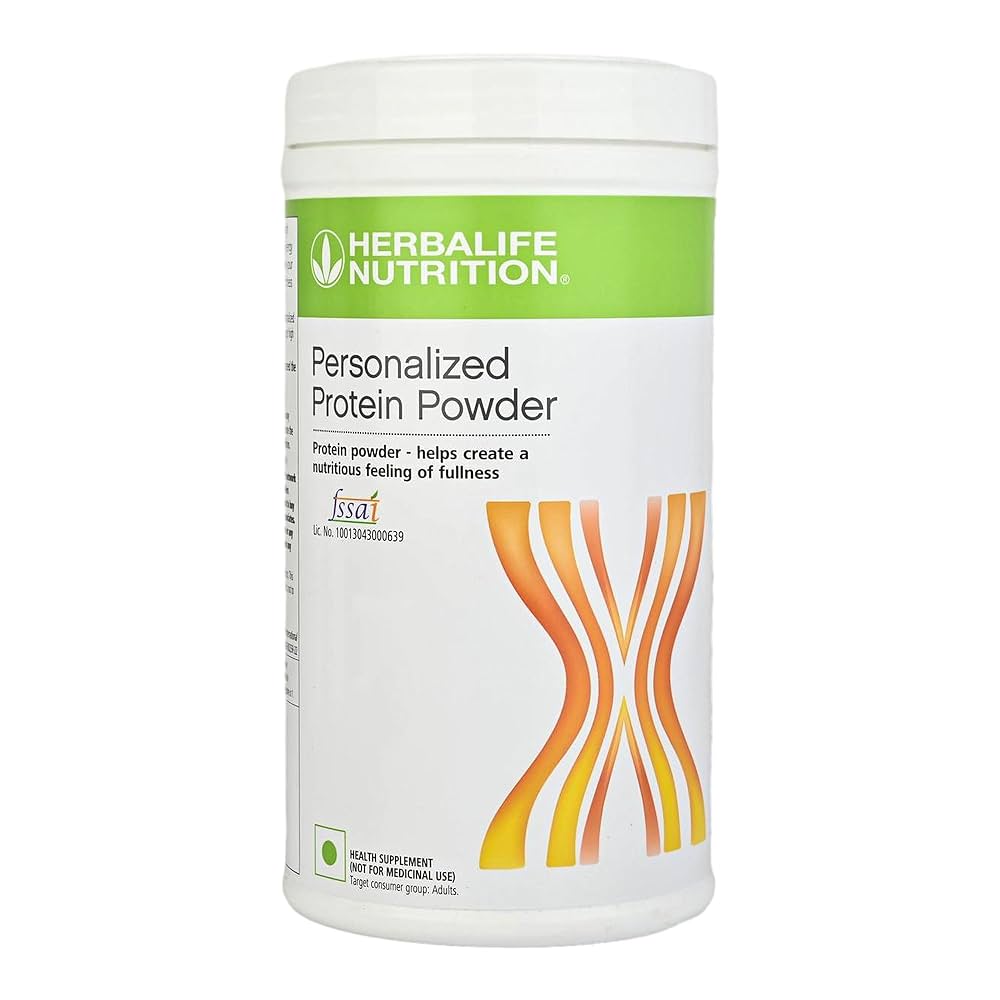 HERBALIFE
NUTRITION®
Personalized
Protein Powder
Protein powder - helps create a
nutritious feeling of fullness
fssai
Lic. No. 10013043000639
HEALTH SUPPLEMENT
(NOT FOR MEDICINAL USE)
Target consumer group: Adults.